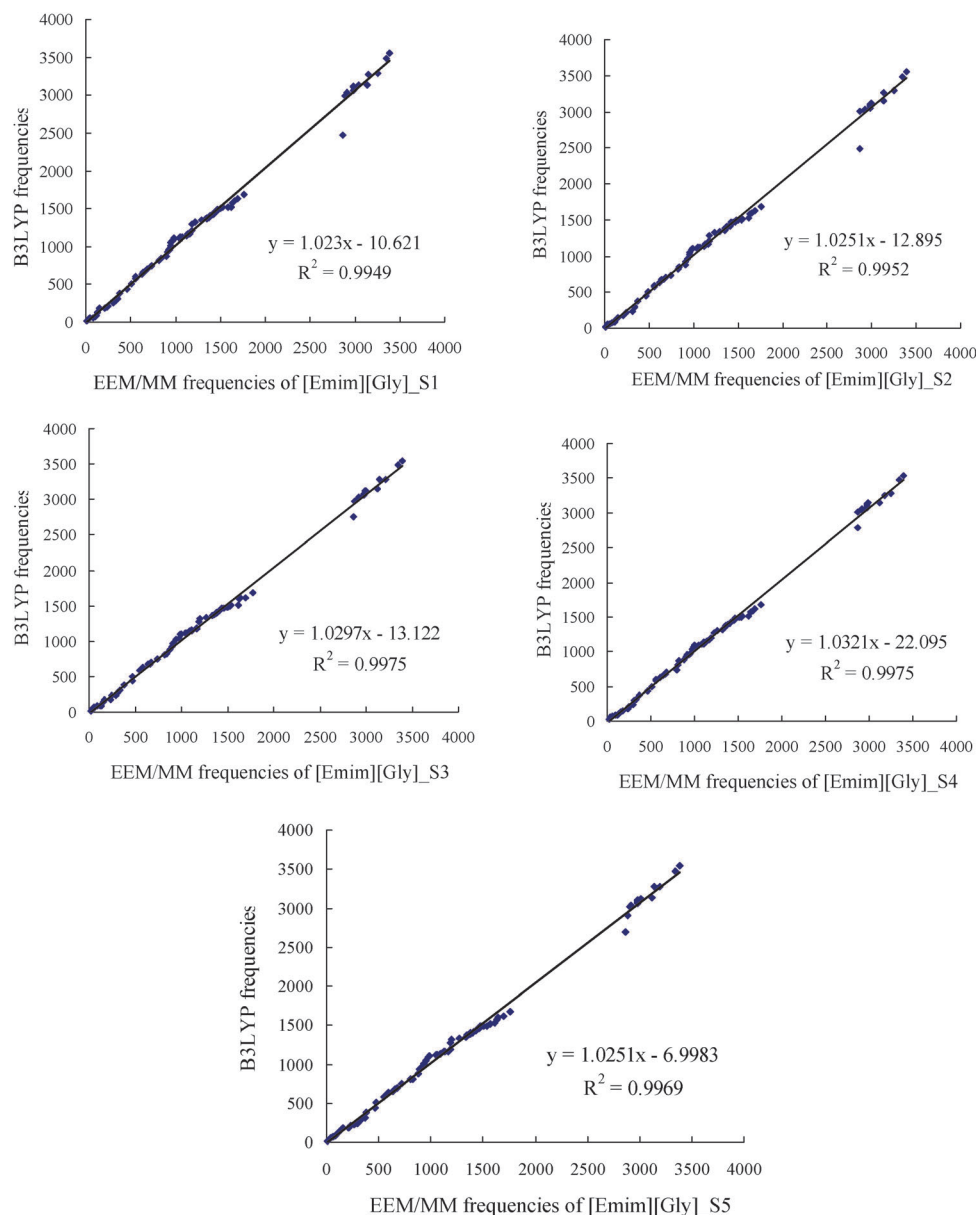 4000
3500
3000
2500
2000
1500
1000
500
0
B3LYP frequencies
y = 1.023x - 10.621
R² = 0.9949
0 500 1000 1500 2000 2500 3000 3500 4000
EEM/MM frequencies of [Emim][Gly]_S1
4000
3500
3000
2500
2000
1500
1000
500
0
B3LYP frequencies
y = 1.0251x - 12.895
R² = 0.9952
0 500 1000 1500 2000 2500 3000 3500 4000
EEM/MM frequencies of [Emim][Gly]_S2
4000
3500
3000
2500
2000
1500
1000
500
0
B3LYP frequencies
y = 1.0297x - 13.122
R² = 0.9975
0 500 1000 1500 2000 2500 3000 3500 4000
EEM/MM frequencies of [Emim][Gly]_S3
4000
3500
3000
2500
2000
1500
1000
500
0
B3LYP frequencies
y = 1.0321x - 22.095
R² = 0.9975
0 500 1000 1500 2000 2500 3000 3500 4000
EEM/MM frequencies of [Emim][Gly]_S4
4000
3500
3000
2500
2000
1500
1000
500
0
B3LYP frequencies
y = 1.0251x - 6.9983
R² = 0.9969
0 500 1000 1500 2000 2500 3000 3500 4000
EEM/MM frequencies of [Emim][Gly]_S5